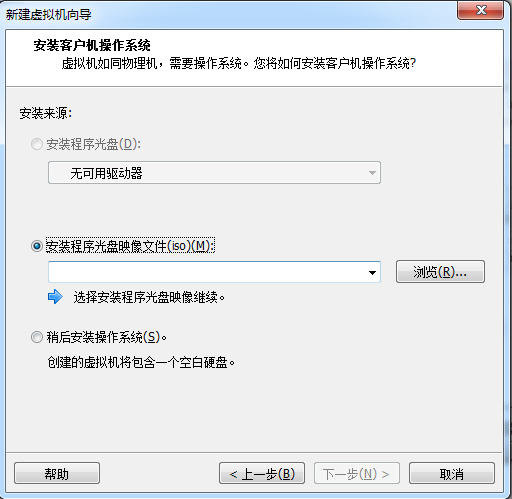 新建虚拟机向导
安装客户机操作系统
虚拟机如同物理机，需要操作系统。您将如何安装客户机操作系统?
安装来源:
安装程序光盘(D):
无可用驱动器
安装程序光盘映像文件(iso)(M):
浏览(R)...
选择安装程序光盘映像继续。
稍后安装操作系统(S)。
创建的虚拟机将包含一个空白硬盘。
帮助
< 上一步(B)
下一步(N) >
取消